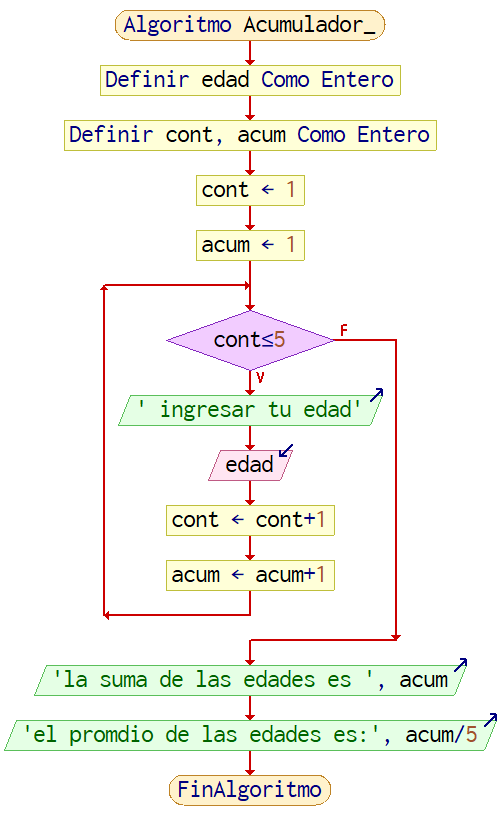 Algoritmo Acumulador_
Definir edad Como Entero
Definir cont, acum Como Entero
cont ← 1
acum ← 1
cont≤5
F
V
' ingresar tu edad'
edad
cont ← cont+1
acum ← acum+1
'la suma de las edades es ', acum
'el promdio de las edades es:', acum/5
FinAlgoritmo